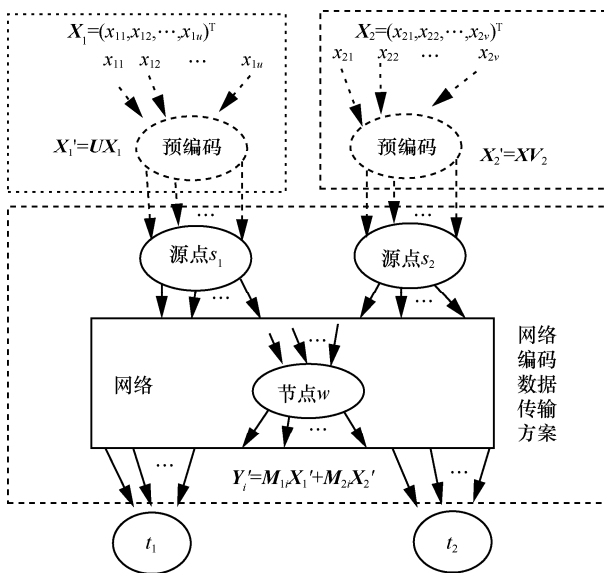 X₁=(x₁₁,x₁₂,⋯,x₁ᵤ)ᵀ
x₁₁ x₁₂ ⋯ x₁ᵤ
预编码
X₁'=UX₁
X₂=(x₂₁,x₂₂,⋯,x₂ᵥ)ᵀ
x₂₁ x₂₂ ⋯ x₂ᵥ
预编码
X₂'=XV₂
⋯ ⋯
源点s₁ 源点s₂
⋯ ⋯
网络
⋯
节点w
⋯
网络
编码
数据
传输
方案
⋯ ⋯
Yᵢ'=M₁ᵢX₁'+M₂ᵢX₂'
t₁ t₂